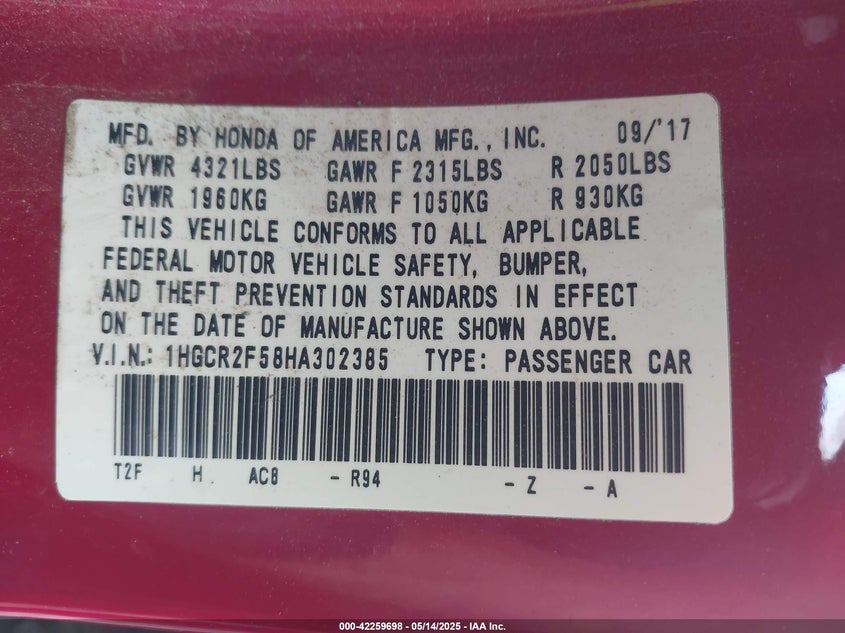 MFD. BY HONDA OF AMERICA MFG., INC. 09/'17
GVWR 4321LBS GAWR F 2315LBS R 2050LBS
GVWR 1960KG GAWR F 1050KG R 930KG
THIS VEHICLE CONFORMS TO ALL APPLICABLE
FEDERAL MOTOR VEHICLE SAFETY, BUMPER,
AND THEFT PREVENTION STANDARDS IN EFFECT
ON THE DATE OF MANUFACTURE SHOWN ABOVE.
V.I.N.: 1HGCR2F58HA302385 TYPE: PASSENGER CAR
T2F H AC8 - R94 - Z - A
000-42259698 - 05/14/2025 - IAA Inc.